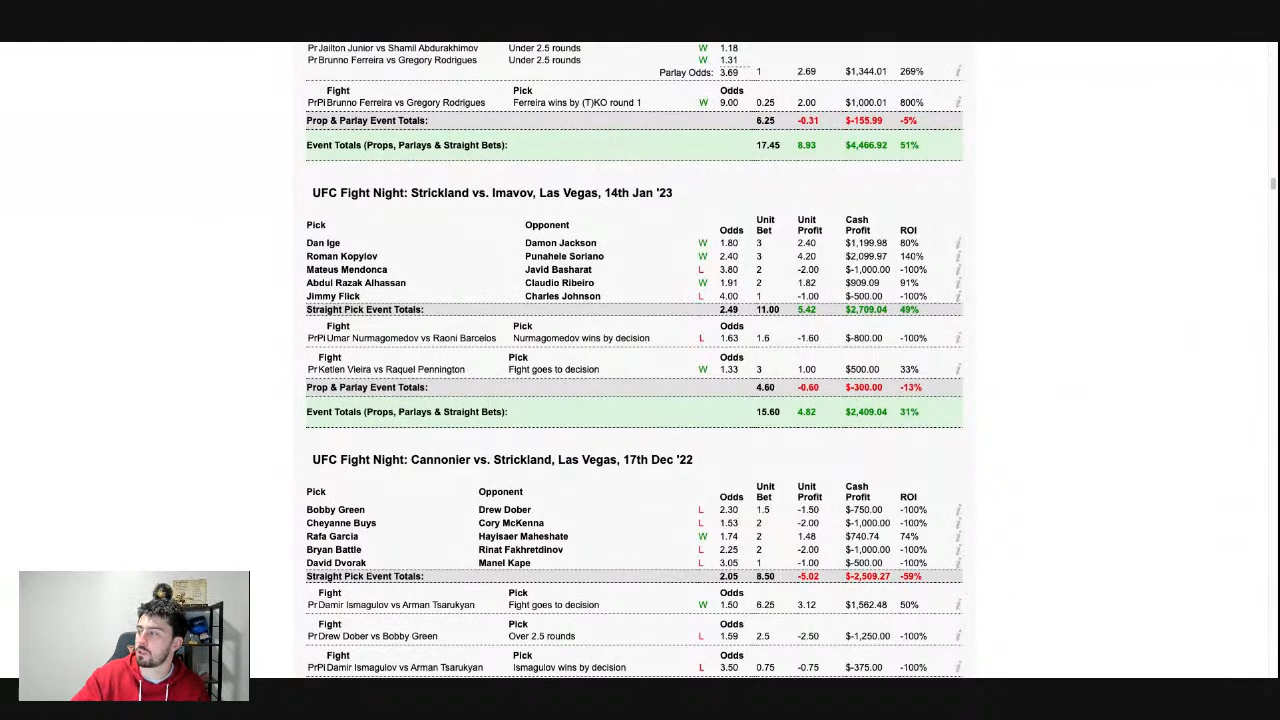 PrJailton Junior vs Shamil Abdurakhimov Under 2.5 rounds W 1.18
PrBrunno Ferreira vs Gregory Rodrigues Under 2.5 rounds W 1.31
Parlay Odds: 3.69 1 2.69 $1,344.01 269%
Fight Pick Odds
PrPiBrunno Ferreira vs Gregory Rodrigues Ferreira wins by (T)KO round 1 W 9.00 0.25 2.00 $1,000.01 800%
Prop & Parlay Event Totals: 6.25 -0.31 $-155.99 -5%
Event Totals (Props, Parlays & Straight Bets): 17.45 8.93 $4,466.92 51%
UFC Fight Night: Strickland vs. Imavov, Las Vegas, 14th Jan '23
Pick Opponent Odds Unit Bet Unit Profit Cash Profit ROI
Dan Ige Damon Jackson W 1.80 3 2.40 $1,199.98 80%
Roman Kopylov Punahele Soriano W 2.40 3 4.20 $2,099.97 140%
Mateus Mendonca Javid Basharat L 3.80 2 -2.00 $-1,000.00 -100%
Abdul Razak Alhassan Claudio Ribeiro W 1.91 2 1.82 $909.09 91%
Jimmy Flick Charles Johnson L 4.00 1 -1.00 $-500.00 -100%
Straight Pick Event Totals: 2.49 11.00 5.42 $2,709.04 49%
Fight Pick Odds
PrPiUmar Nurmagomedov vs Raoni Barcelos Nurmagomedov wins by decision L 1.63 1.6 -1.60 $-800.00 -100%
Fight Pick Odds
PrKetlen Vieira vs Raquel Pennington Fight goes to decision W 1.33 3 1.00 $500.00 33%
Prop & Parlay Event Totals: 4.60 -0.60 $-300.00 -13%
Event Totals (Props, Parlays & Straight Bets): 15.60 4.82 $2,409.04 31%
UFC Fight Night: Cannonier vs. Strickland, Las Vegas, 17th Dec '22
Pick Opponent Odds Unit Bet Unit Profit Cash Profit ROI
Bobby Green Drew Dober L 2.30 1.5 -1.50 $-750.00 -100%
Cheyanne Buys Cory McKenna L 1.53 2 -2.00 $-1,000.00 -100%
Rafa Garcia Hayisaer Maheshate W 1.74 2 1.48 $740.74 74%
Bryan Battle Rinat Fakhretdinov L 2.25 2 -2.00 $-1,000.00 -100%
David Dvorak Manel Kape L 3.05 1 -1.00 $-500.00 -100%
Straight Pick Event Totals: 2.05 8.50 -5.02 $-2,509.27 -59%
Fight Pick Odds
PrDamir Ismagulov vs Arman Tsarukyan Fight goes to decision W 1.50 6.25 3.12 $1,562.48 50%
Fight Pick Odds
PrDrew Dober vs Bobby Green Over 2.5 rounds L 1.59 2.5 -2.50 $-1,250.00 -100%
Fight Pick Odds
PrPiDamir Ismagulov vs Arman Tsarukyan Ismagulov wins by decision L 3.50 0.75 -0.75 $-375.00 -100%